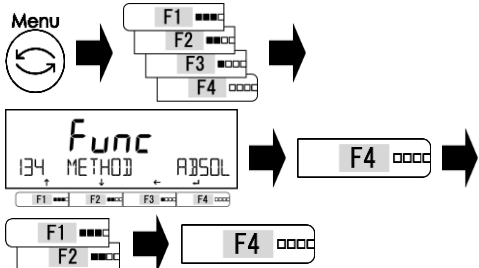 Menu
F1
F2
F3
F4
Func
134 METHOD ABSOL
↑ ↓ ← ↵
F1 F2 F3 F4
F4
F1
F2
F4